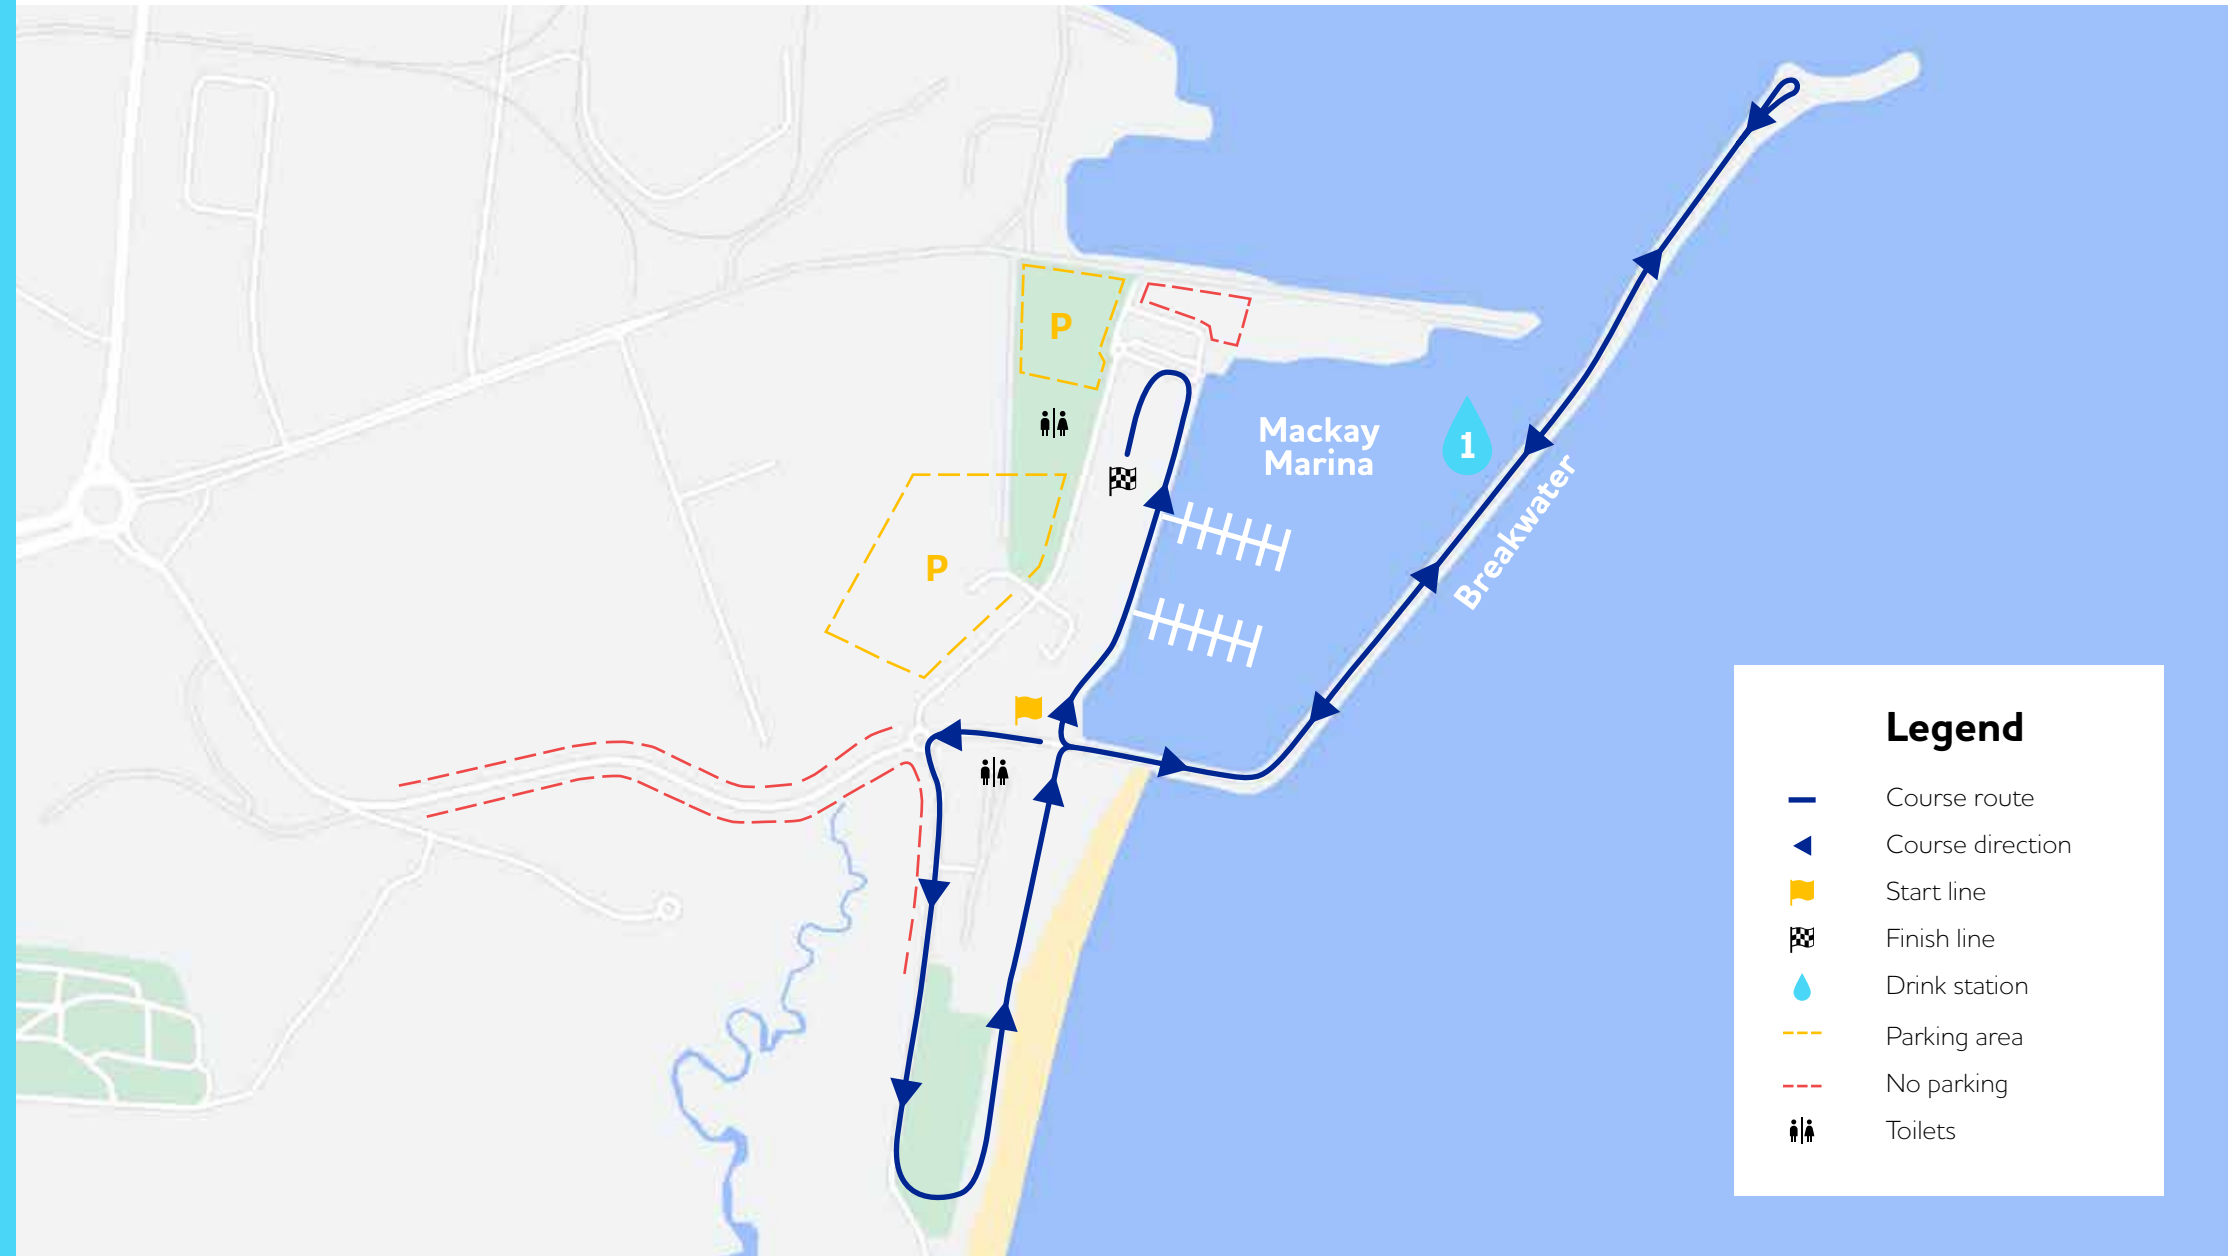 P
Mackay
Marina
1
Breakwater
P
Legend
Course route
Course direction
Start line
Finish line
Drink station
Parking area
No parking
Toilets